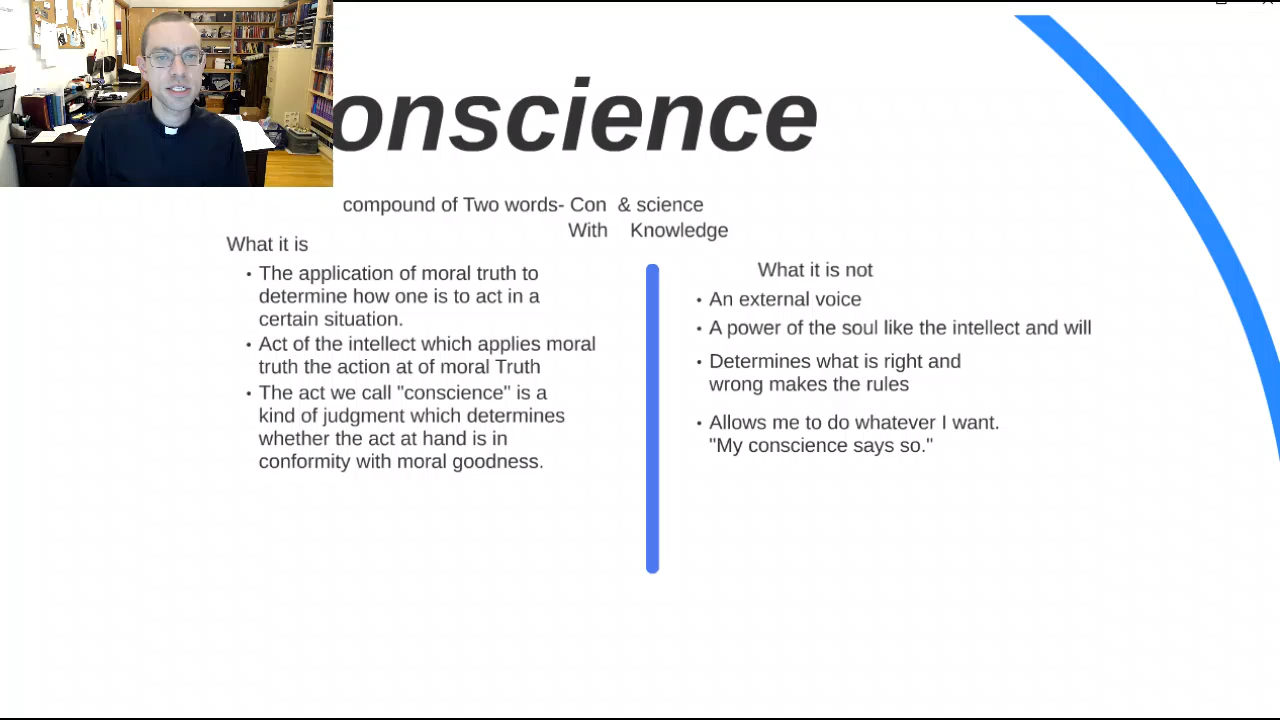 onscience
compound of Two words- Con & science
With Knowledge
What it is
• The application of moral truth to
determine how one is to act in a
certain situation.
• Act of the intellect which applies moral
truth the action at of moral Truth
• The act we call "conscience" is a
kind of judgment which determines
whether the act at hand is in
conformity with moral goodness.
What it is not
• An external voice
• A power of the soul like the intellect and will
• Determines what is right and
wrong makes the rules
• Allows me to do whatever I want.
"My conscience says so."